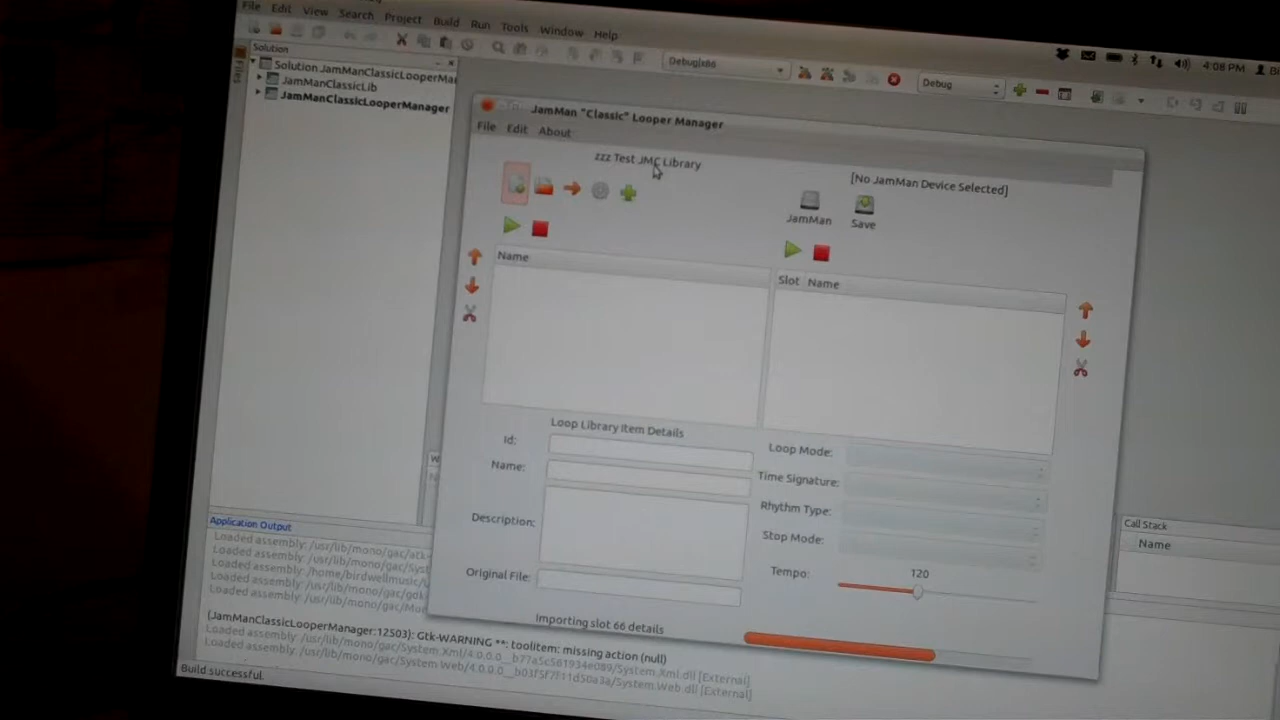 File Edit View Search Project Build Run Tools Window Help
4:08 PM
Debug|x86
Debug
Files
Solution
Solution JamManClassicLooperMa
JamManClassicLib
JamManClassicLooperManager
JamMan "Classic" Looper Manager
File Edit About
zzz Test JMC Library
[No JamMan Device Selected]
JamMan
Save
Name
Slot Name
Loop Library Item Details
Id:
Name:
Description:
Original File:
Loop Mode:
Time Signature:
Rhythm Type:
Stop Mode:
Tempo:
120
Importing slot 66 details
Call Stack
Name
Application Output
Loaded assembly: /usr/lib/mono/gac/atk-
Loaded assembly: /usr/lib/mono/gac/Syst
Loaded assembly: /home/birdwellmusic/
Loaded assembly: /usr/lib/mono/gac/gdk
Loaded assembly: /usr/lib/mono/gac/Mo
(JamManClassicLooperManager:12503): Gtk-WARNING **: toolitem: missing action (null)
Loaded assembly: /usr/lib/mono/gac/System.Xml/4.0.0.0__b77a5c561934e089/System.Xml.dll [External]
Loaded assembly: /usr/lib/mono/gac/System.Web/4.0.0.0__b03f5f7f11d50a3a/System.Web.dll [External]
Build successful.